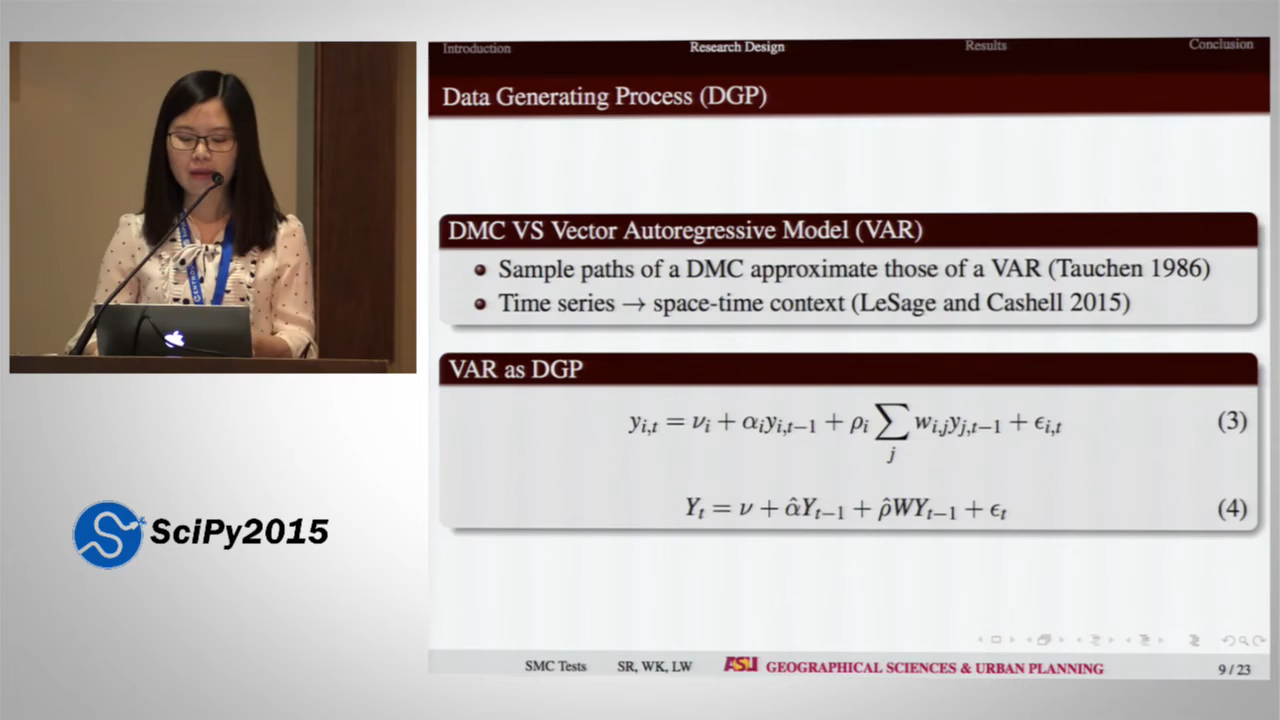 Introduction Research Design Results Conclusion
Data Generating Process (DGP)
DMC VS Vector Autoregressive Model (VAR)
Sample paths of a DMC approximate those of a VAR (Tauchen 1986)
Time series → space-time context (LeSage and Cashell 2015)
VAR as DGP
y_{i,t} = ν_i + α_i y_{i,t−1} + ρ_i ∑_j w_{i,j} y_{j,t−1} + ϵ_{i,t} (3)
Y_t = ν + α̂Y_{t−1} + ρ̂WY_{t−1} + ϵ_t (4)
SciPy2015
SMC Tests SR, WK, LW ASU GEOGRAPHICAL SCIENCES & URBAN PLANNING 9 / 23